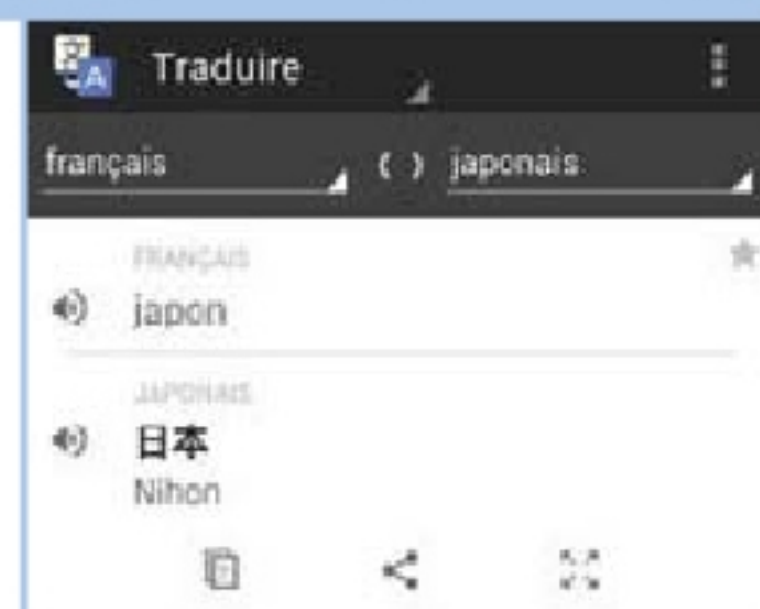 Traduire
français japonais
FRANÇAIS
japon
JAPONAIS
日本
Nihon